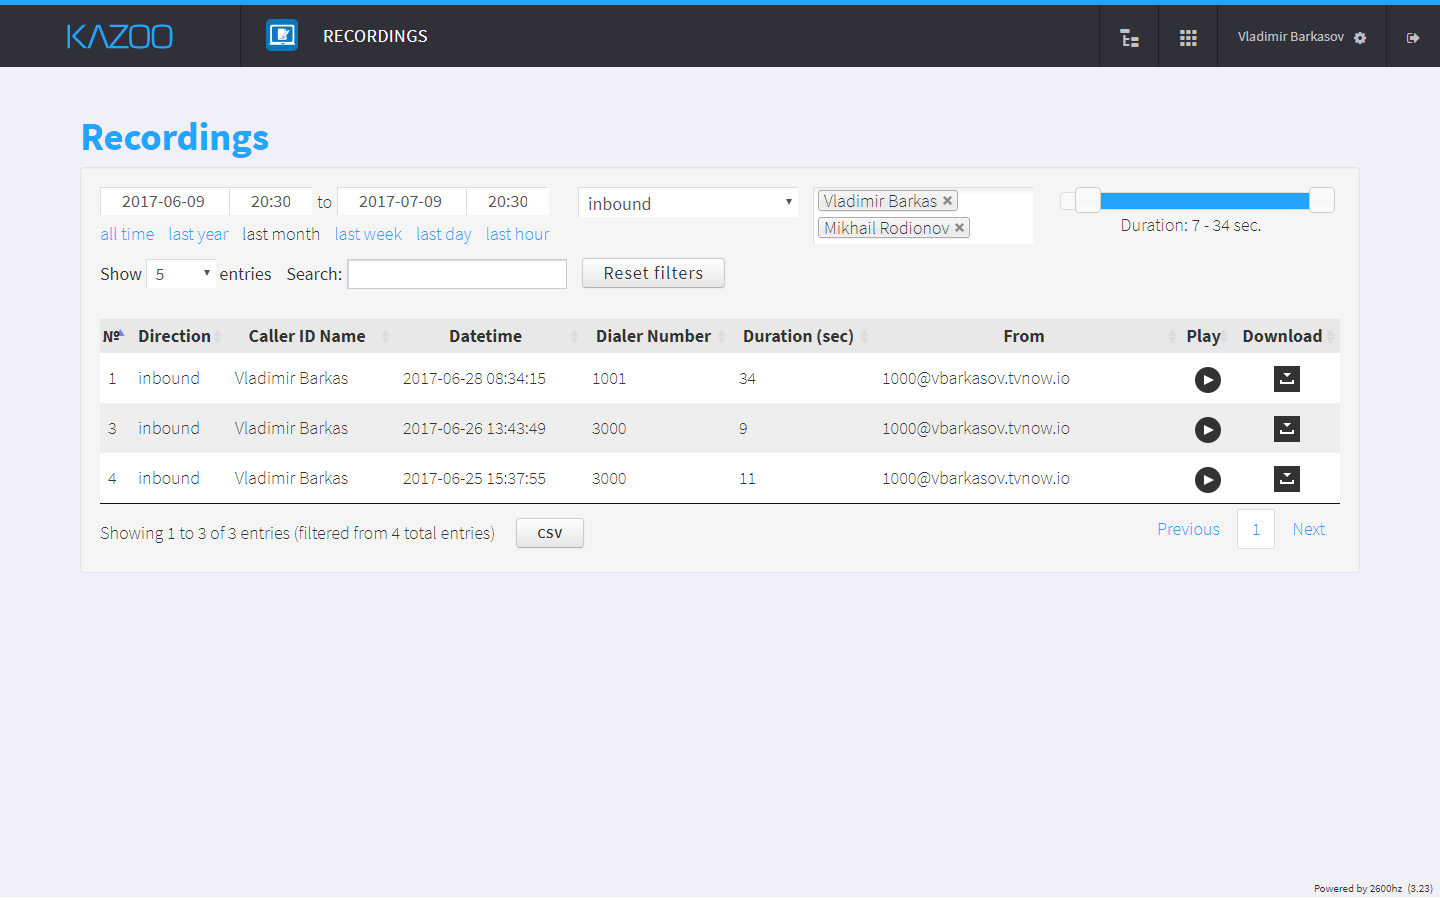 KAZOO
RECORDINGS
Vladimir Barkasov
Recordings
2017-06-09 20:30 to 2017-07-09 20:30
inbound
Vladimir Barkas ×
Mikhail Rodionov ×
Duration: 7 - 34 sec.
all time last year last month last week last day last hour
Show 5 entries Search: Reset filters
№ Direction Caller ID Name Datetime Dialer Number Duration (sec) From Play Download
1 inbound Vladimir Barkas 2017-06-28 08:34:15 1001 34 1000@vbarkasov.tvnow.io
3 inbound Vladimir Barkas 2017-06-26 13:43:49 3000 9 1000@vbarkasov.tvnow.io
4 inbound Vladimir Barkas 2017-06-25 15:37:55 3000 11 1000@vbarkasov.tvnow.io
Showing 1 to 3 of 3 entries (filtered from 4 total entries) CSV Previous 1 Next
Powered by 2600hz (3.23)